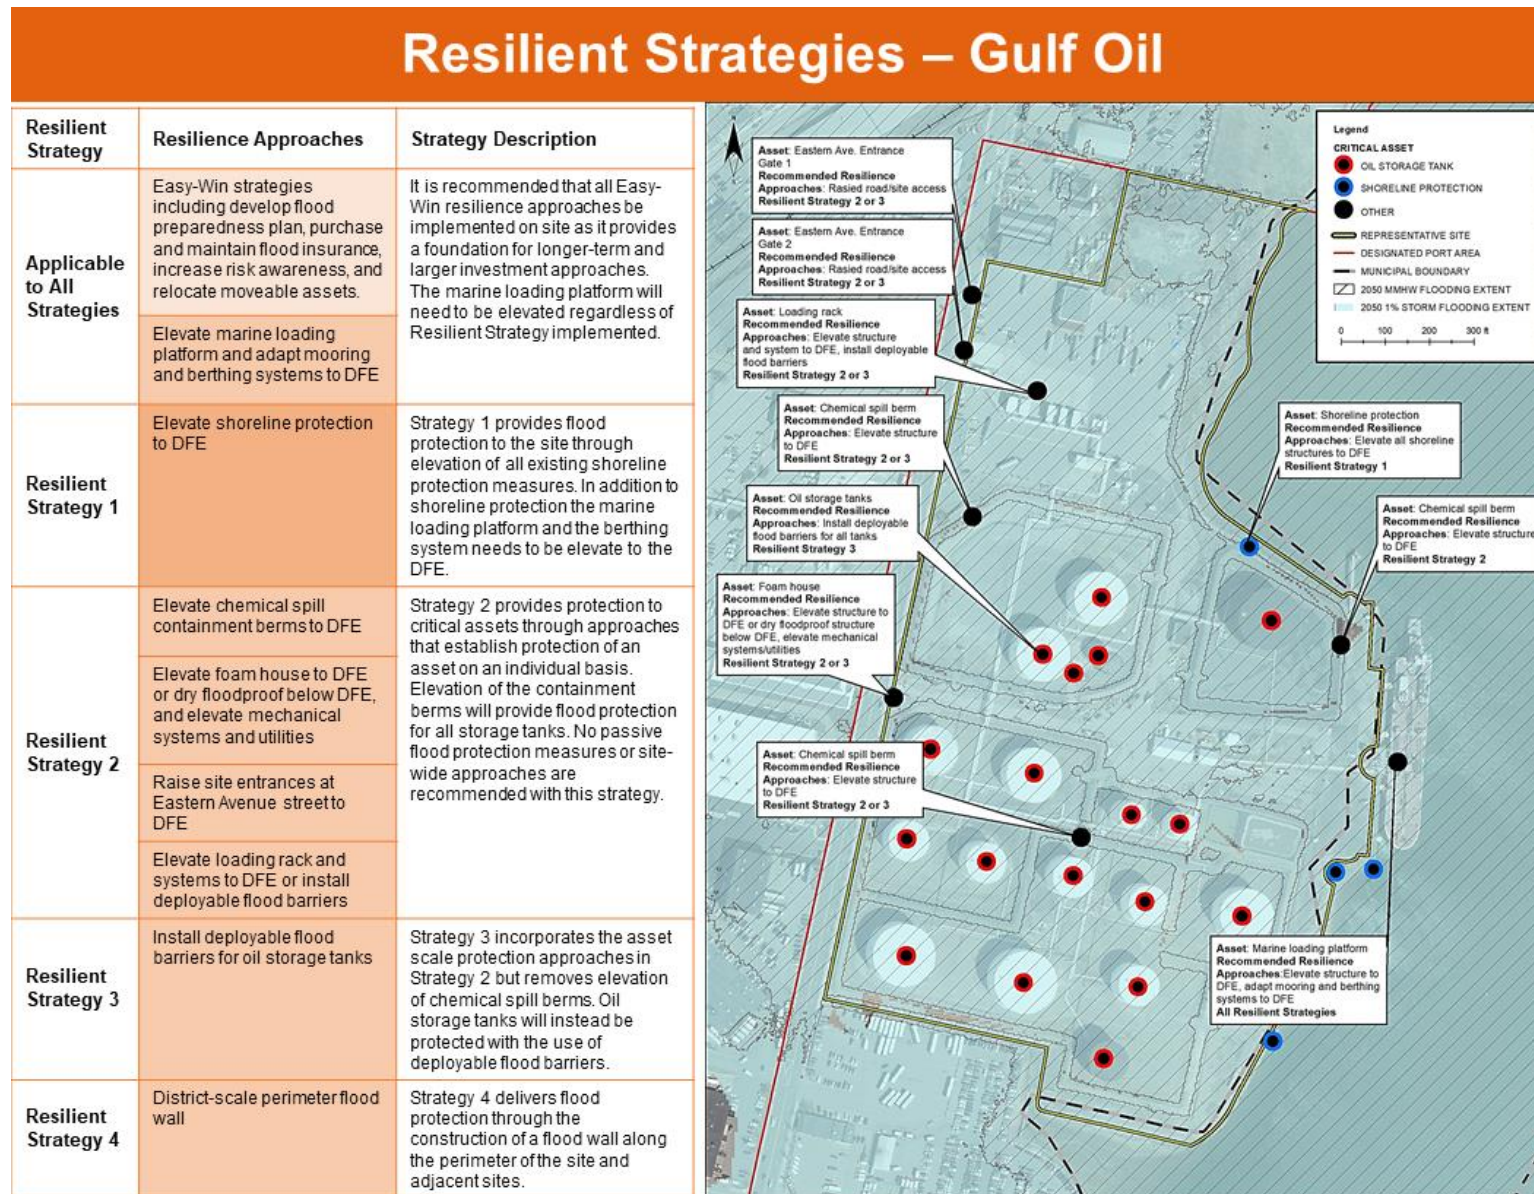 Resilient Strategies – Gulf Oil
Resilient
Strategy
Resilience Approaches
Strategy Description
Applicable
to All
Strategies
Easy-Win strategies
including develop flood
preparedness plan, purchase
and maintain flood insurance,
increase risk awareness, and
relocate moveable assets.
Elevate marine loading
platform and adapt mooring
and berthing systems to DFE
It is recommended that all Easy-
Win resilience approaches be
implemented on site as it provides
a foundation for longer-term and
larger investment approaches.
The marine loading platform will
need to be elevated regardless of
Resilient Strategy implemented.
Resilient
Strategy 1
Elevate shoreline protection
to DFE
Strategy 1 provides flood
protection to the site through
elevation of all existing shoreline
protection measures. In addition to
shoreline protection the marine
loading platform and the berthing
system needs to be elevate to the
DFE.
Resilient
Strategy 2
Elevate chemical spill
containment berms to DFE
Elevate foam house to DFE
or dry floodproof below DFE,
and elevate mechanical
systems and utilities
Raise site entrances at
Eastern Avenue street to
DFE
Elevate loading rack and
systems to DFE or install
deployable flood barriers
Strategy 2 provides protection to
critical assets through approaches
that establish protection of an
asset on an individual basis.
Elevation of the containment
berms will provide flood protection
for all storage tanks. No passive
flood protection measures or site-
wide approaches are
recommended with this strategy.
Resilient
Strategy 3
Install deployable flood
barriers for oil storage tanks
Strategy 3 incorporates the asset
scale protection approaches in
Strategy 2 but removes elevation
of chemical spill berms. Oil
storage tanks will instead be
protected with the use of
deployable flood barriers.
Resilient
Strategy 4
District-scale perimeter flood
wall
Strategy 4 delivers flood
protection through the
construction of a flood wall along
the perimeter of the site and
adjacent sites.
N
Asset: Eastern Ave. Entrance
Gate 1
Recommended Resilience
Approaches: Rasied road/site access
Resilient Strategy 2 or 3
Asset: Eastern Ave. Entrance
Gate 2
Recommended Resilience
Approaches: Rasied road/site access
Resilient Strategy 2 or 3
Asset: Loading rack
Recommended Resilience
Approaches: Elevate structure
and system to DFE, install deployable
flood barriers
Resilient Strategy 2 or 3
Asset: Chemical spill berm
Recommended Resilience
Approaches: Elevate structure
to DFE
Resilient Strategy 2 or 3
Asset: Oil storage tanks
Recommended Resilience
Approaches: Install deployable
flood barriers for all tanks
Resilient Strategy 3
Asset: Foam house
Recommended Resilience
Approaches: Elevate structure to
DFE or dry floodproof structure
below DFE, elevate mechanical
systems/utilities
Resilient Strategy 2 or 3
Asset: Chemical spill berm
Recommended Resilience
Approaches: Elevate structure
to DFE
Resilient Strategy 2 or 3
Legend
CRITICAL ASSET
OIL STORAGE TANK
SHORELINE PROTECTION
OTHER
REPRESENTATIVE SITE
DESIGNATED PORT AREA
MUNICIPAL BOUNDARY
2050 MMHW FLOODING EXTENT
2050 1% STORM FLOODING EXTENT
0 100 200 300 ft
Asset: Shoreline protection
Recommended Resilience
Approaches: Elevate all shoreline
structures to DFE
Resilient Strategy 1
Asset: Chemical spill berm
Recommended Resilience
Approaches: Elevate structure
to DFE
Resilient Strategy 2
Asset: Marine loading platform
Recommended Resilience
Approaches:Elevate structure to
DFE, adapt mooring and berthing
systems to DFE
All Resilient Strategies